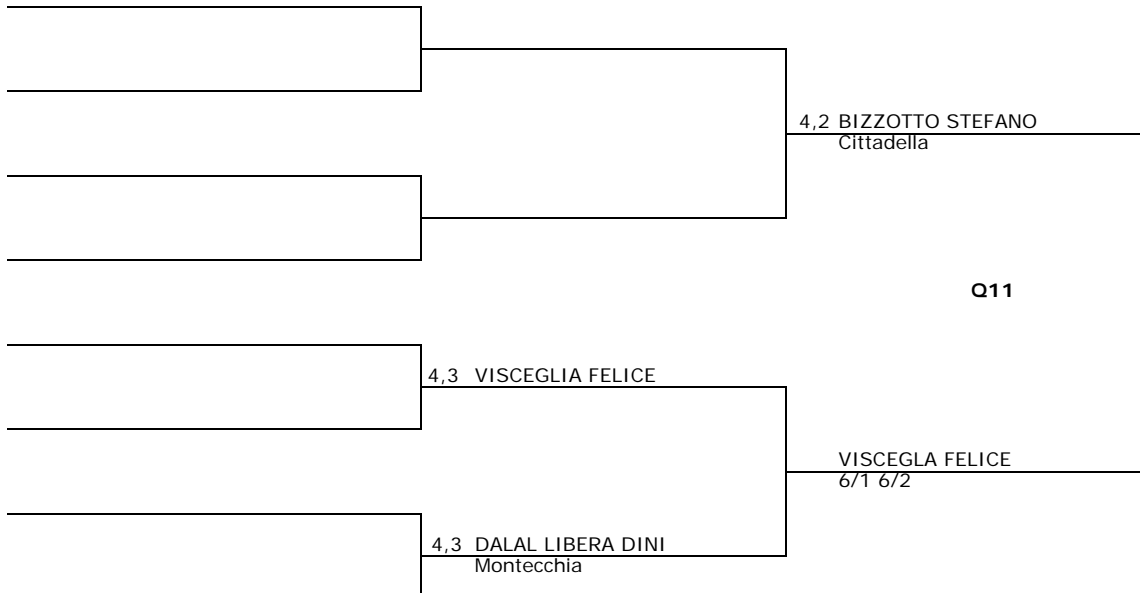 4,2 BIZZOTTO STEFANO
Cittadella
Q11
4,3 VISCEGLIA FELICE
VISCEGLA FELICE
6/1 6/2
4,3 DALAL LIBERA DINI
Montecchia